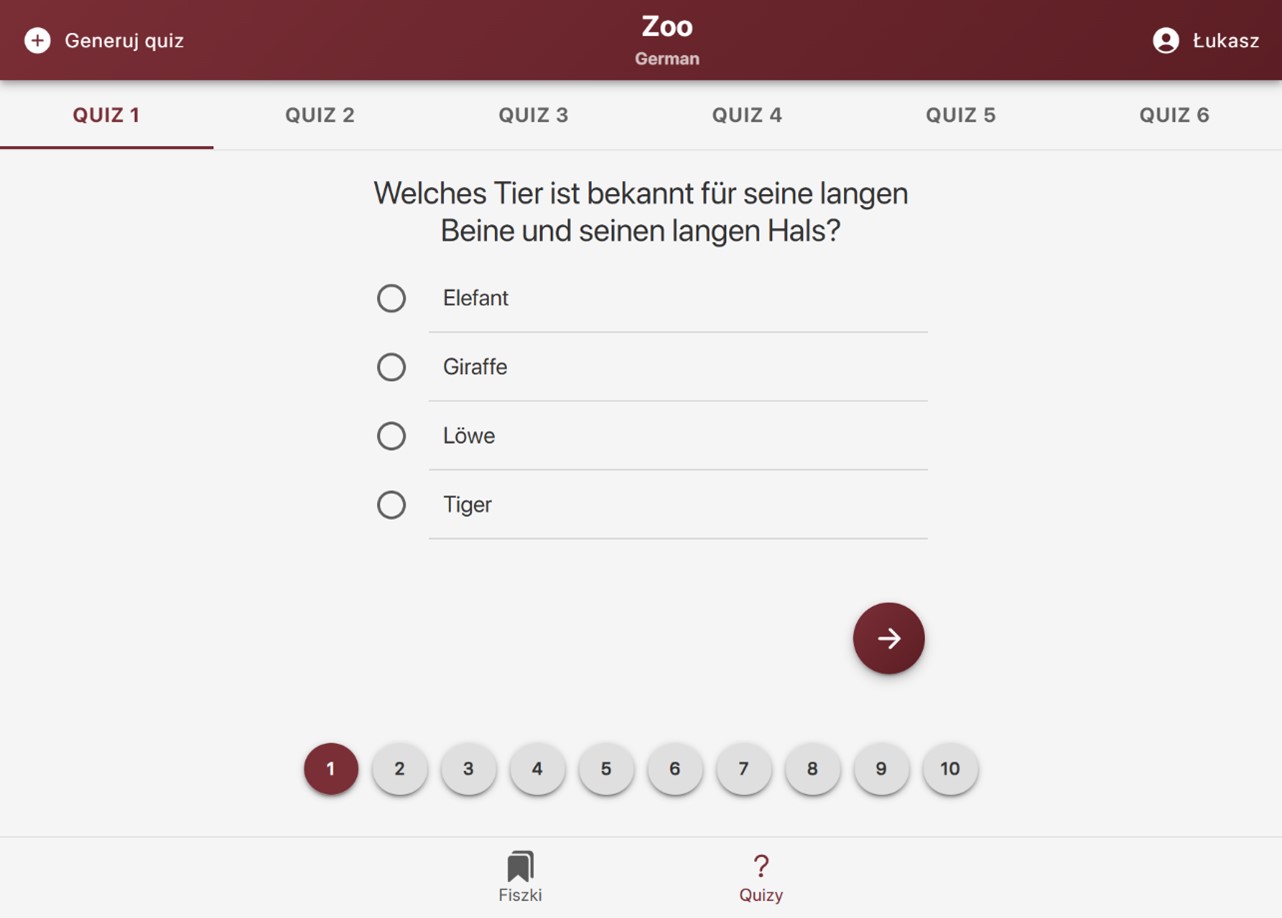 Generuj quiz
Zoo
German
Łukasz
QUIZ 1
QUIZ 2
QUIZ 3
QUIZ 4
QUIZ 5
QUIZ 6
Welches Tier ist bekannt für seine langen
Beine und seinen langen Hals?
Elefant
Giraffe
Löwe
Tiger
1
2
3
4
5
6
7
8
9
10
Fiszki
Quizy